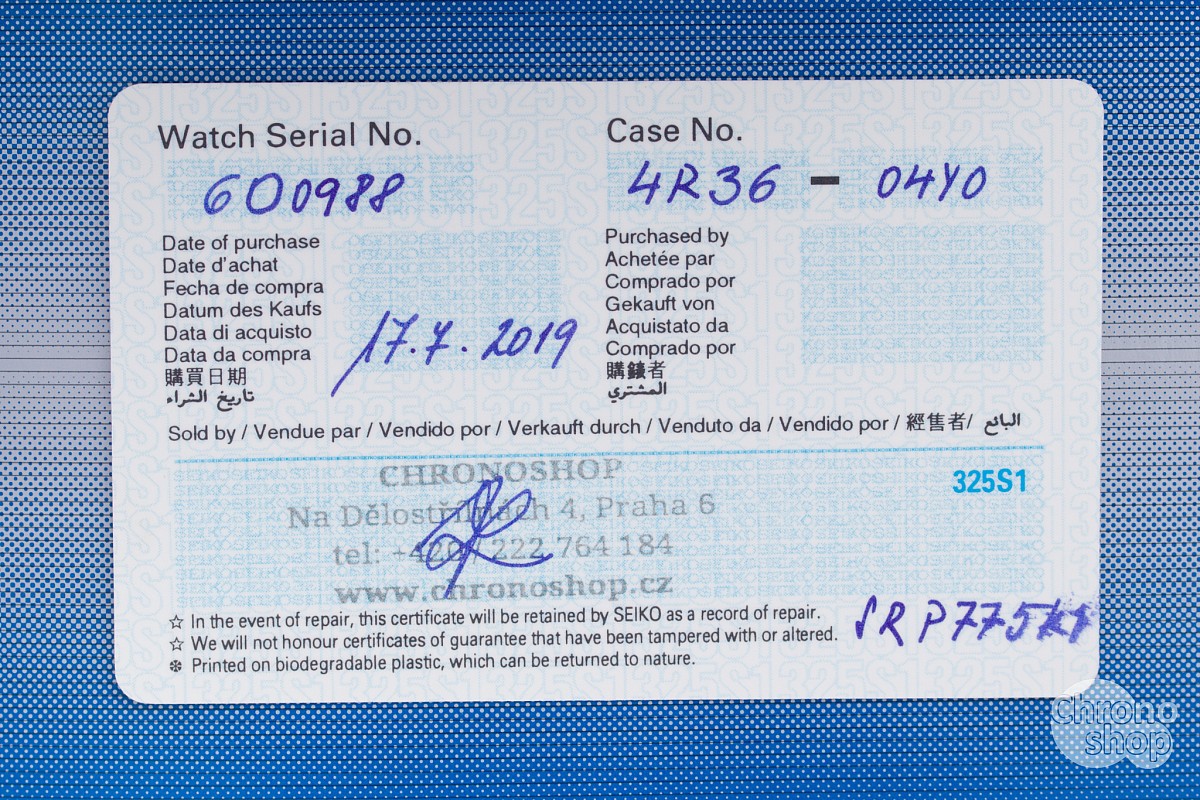 Watch Serial No.
6O0988
Case No.
4R36 - 04Y0
Date of purchase
Date d'achat
Fecha de compra
Datum des Kaufs
Data di acquisto
Data da compra
購買日期
تاريخ الشراء
17.7.2019
Purchased by
Achetée par
Comprado por
Gekauft von
Acquistato da
Comprado por
購錶者
المشتري
Sold by / Vendue par / Vendido por / Verkauft durch / Venduto da / Vendido por / 經售者/ البائع
325S1
CHRONOSHOP
Na Dělostřílnách 4, Praha 6
tel: +420 222 764 184
www.chronoshop.cz
☆ In the event of repair, this certificate will be retained by SEIKO as a record of repair.
☆ We will not honour certificates of guarantee that have been tampered with or altered.
❄ Printed on biodegradable plastic, which can be returned to nature.
SRP775K1
Chrono
shop